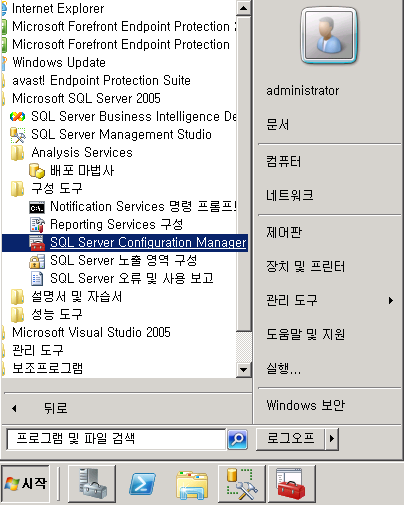 Internet Explorer
Microsoft Forefront Endpoint Protection
Microsoft Forefront Endpoint Protection
Windows Update
avast! Endpoint Protection Suite
Microsoft SQL Server 2005
SQL Server Business Intelligence De
SQL Server Management Studio
Analysis Services
배포 마법사
구성 도구
Notification Services 명령 프롬프트
Reporting Services 구성
SQL Server Configuration Manager
SQL Server 노출 영역 구성
SQL Server 오류 및 사용 보고
설명서 및 자습서
성능 도구
Microsoft Visual Studio 2005
관리 도구
보조프로그램
뒤로
프로그램 및 파일 검색
administrator
문서
컴퓨터
네트워크
제어판
장치 및 프린터
관리 도구
도움말 및 지원
실행...
Windows 보안
로그오프
시작